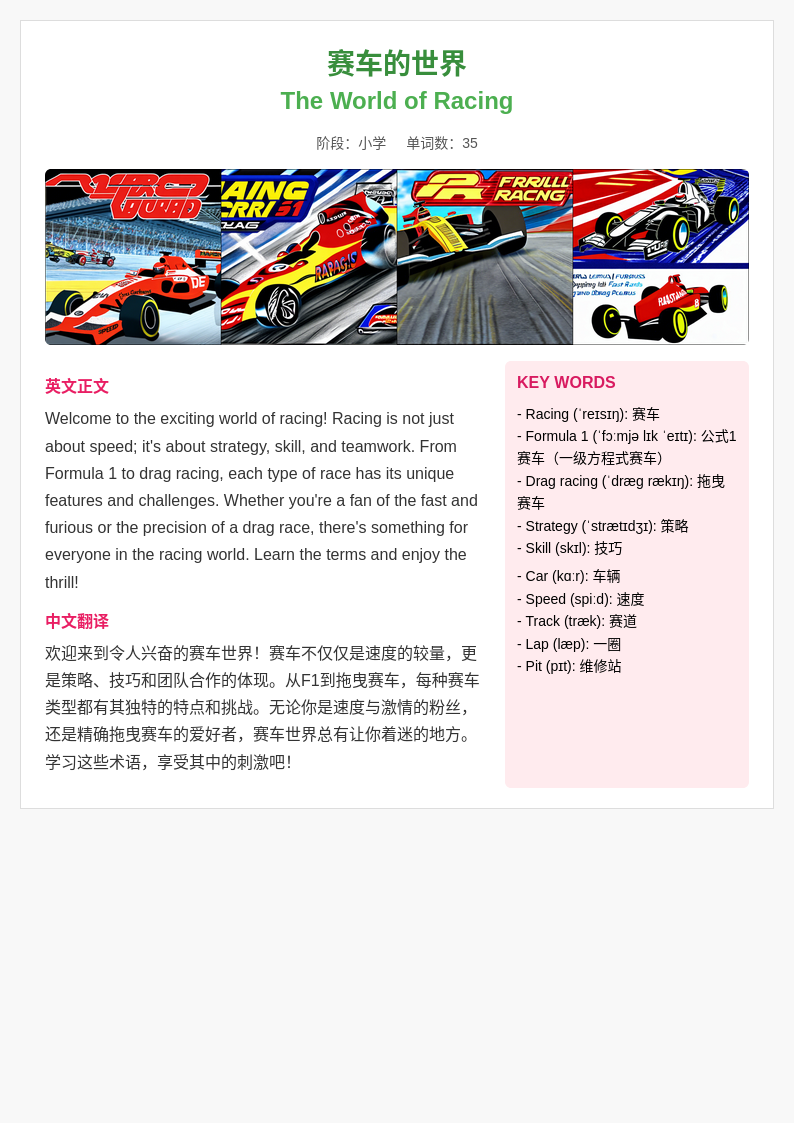 赛车的世界
The World of Racing
阶段：小学 单词数：35
FRRILLL
RACNG
DE
SPEED
英文正文
Welcome to the exciting world of racing! Racing is not just
about speed; it's about strategy, skill, and teamwork. From
Formula 1 to drag racing, each type of race has its unique
features and challenges. Whether you're a fan of the fast and
furious or the precision of a drag race, there's something for
everyone in the racing world. Learn the terms and enjoy the
thrill!
中文翻译
欢迎来到令人兴奋的赛车世界！赛车不仅仅是速度的较量，更
是策略、技巧和团队合作的体现。从F1到拖曳赛车，每种赛车
类型都有其独特的特点和挑战。无论你是速度与激情的粉丝，
还是精确拖曳赛车的爱好者，赛车世界总有让你着迷的地方。
学习这些术语，享受其中的刺激吧！
KEY WORDS
- Racing (ˈreɪsɪŋ): 赛车
- Formula 1 (ˈfɔːmjə lɪk ˈeɪtɪ): 公式1
赛车（一级方程式赛车）
- Drag racing (ˈdræg rækɪŋ): 拖曳
赛车
- Strategy (ˈstrætɪdʒɪ): 策略
- Skill (skɪl): 技巧
- Car (kɑːr): 车辆
- Speed (spiːd): 速度
- Track (træk): 赛道
- Lap (læp): 一圈
- Pit (pɪt): 维修站